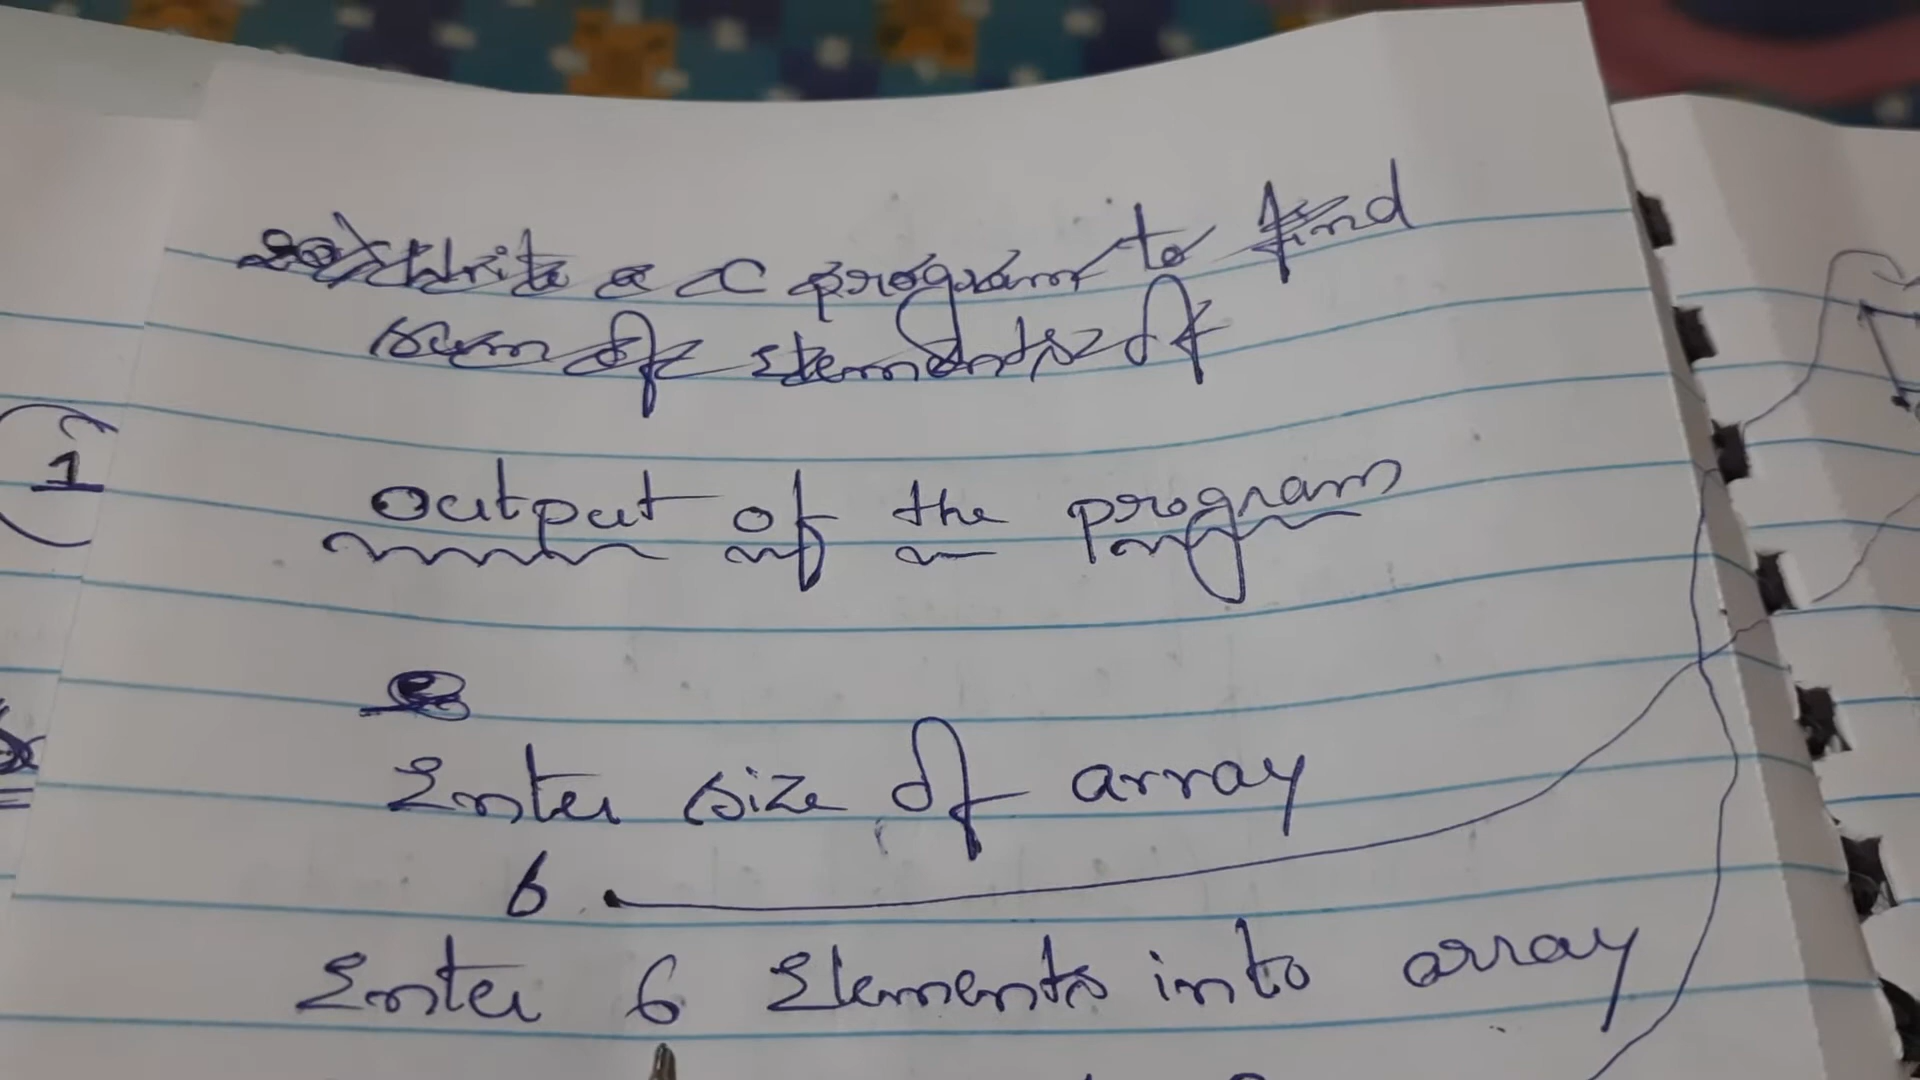 Write a C program to find
sum of elements of
1
output of the program
Enter size of array
6
Enter 6 Elements into array